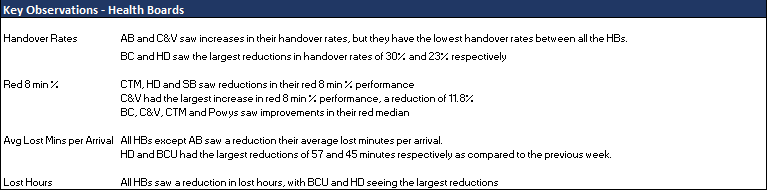 Key Observations - Health Boards
Handover Rates AB and C&V saw increases in their handover rates, but they have the lowest handover rates between all the HBs.
BC and HD saw the largest reductions in handover rates of 30% and 23% respectively
Red 8 min % CTM, HD and SB saw reductions in their red 8 min % performance
C&V had the largest increase in red 8 min % performance, a reduction of 11.8%
BC, C&V, CTM and Powys saw improvements in their red median
Avg Lost Mins per Arrival All HBs except AB saw a reduction their average lost minutes per arrival.
HD and BCU had the largest reductions of 57 and 45 minutes respectively as compared to the previous week.
Lost Hours All HBs saw a reduction in lost hours, with BCU and HD seeing the largest reductions